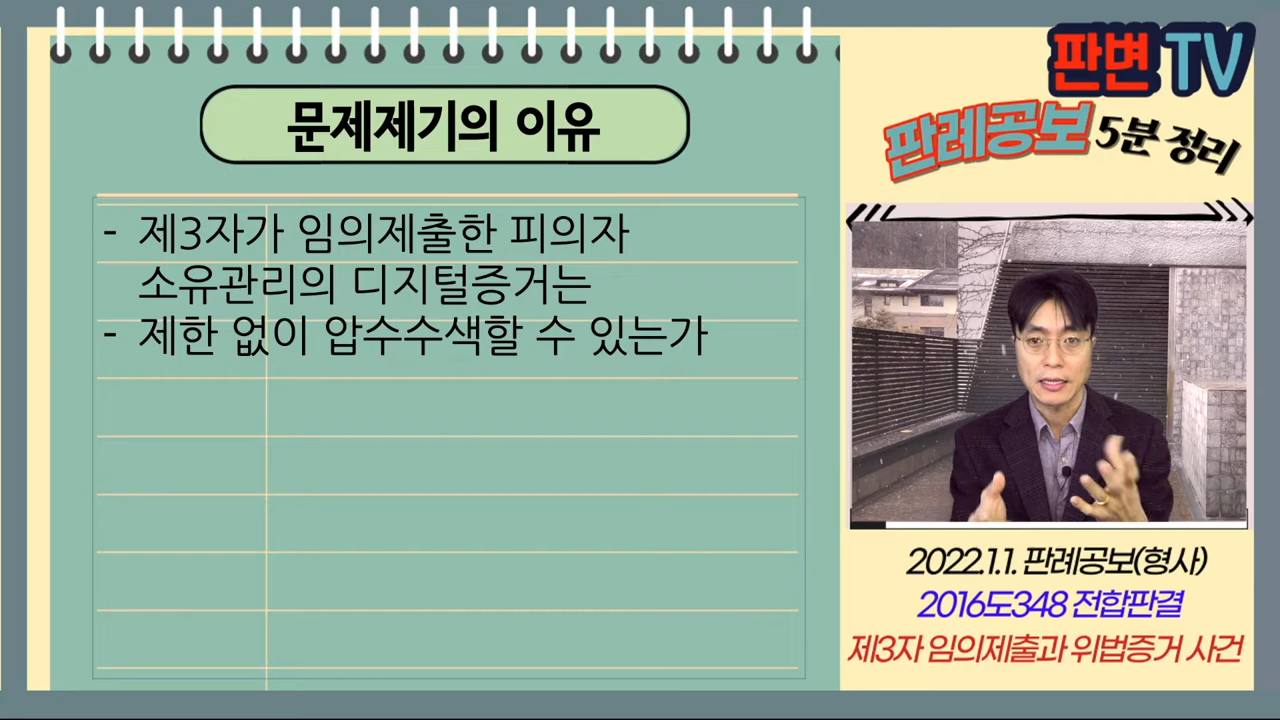 문제제기의 이유
- 제3자가 임의제출한 피의자
소유관리의 디지털증거는
- 제한 없이 압수수색할 수 있는가
판변 TV
판례공보 5분 정리
2022.1.1. 판례공보(형사)
2016도348 전합판결
제3자 임의제출과 위법증거 사건